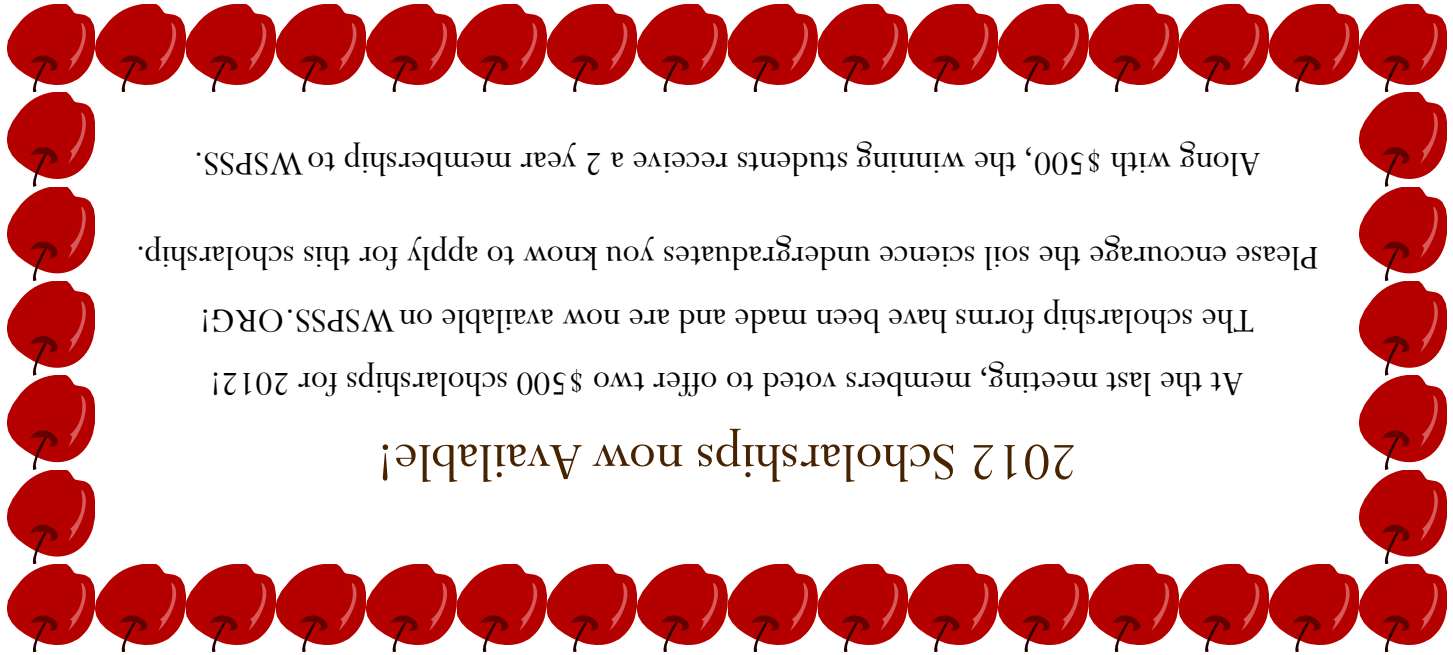 2012 Scholarships now Available!
At the last meeting, members voted to offer two $500 scholarships for 2012!
The scholarship forms have been made and are now available on WSPSS.ORG!
Please encourage the soil science undergraduates you know to apply for this scholarship.
Along with $500, the winning students receive a 2 year membership to WSPSS.